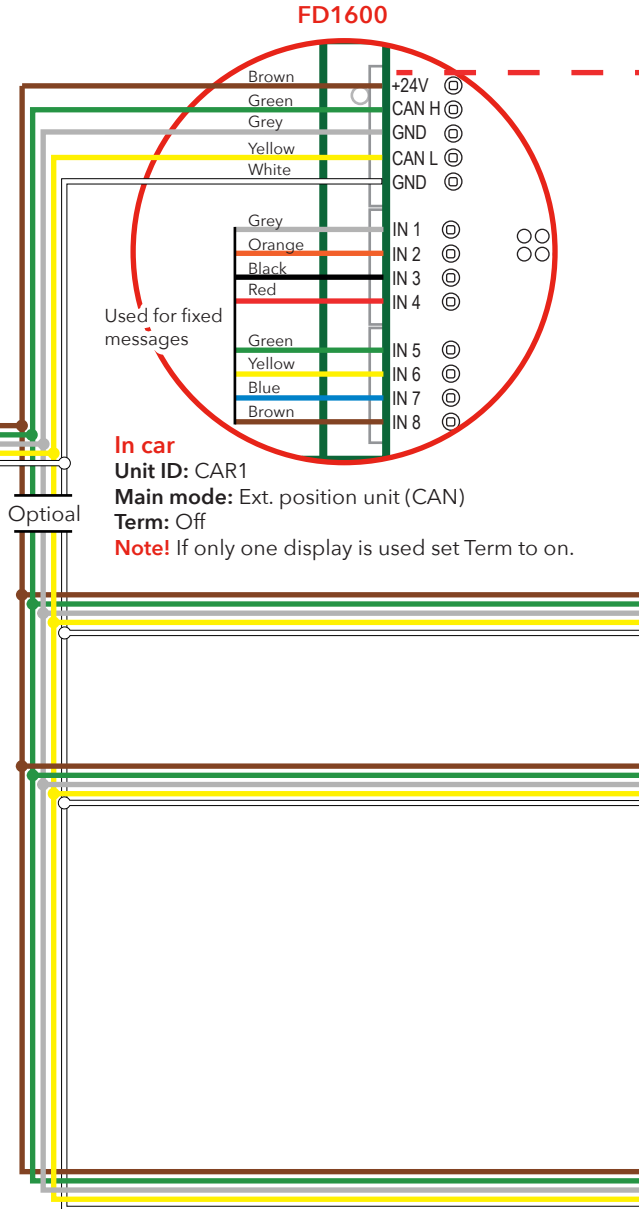 FD1600
Brown
+24V
Green
CAN H
Grey
GND
Yellow
CAN L
White
GND
Grey
IN 1
Orange
IN 2
Black
IN 3
Red
IN 4
Used for fixed
messages
Green
IN 5
Yellow
IN 6
Blue
IN 7
Brown
IN 8
In car
Unit ID: CAR1
Main mode: Ext. position unit (CAN)
Term: Off
Note! If only one display is used set Term to on.
Optioal